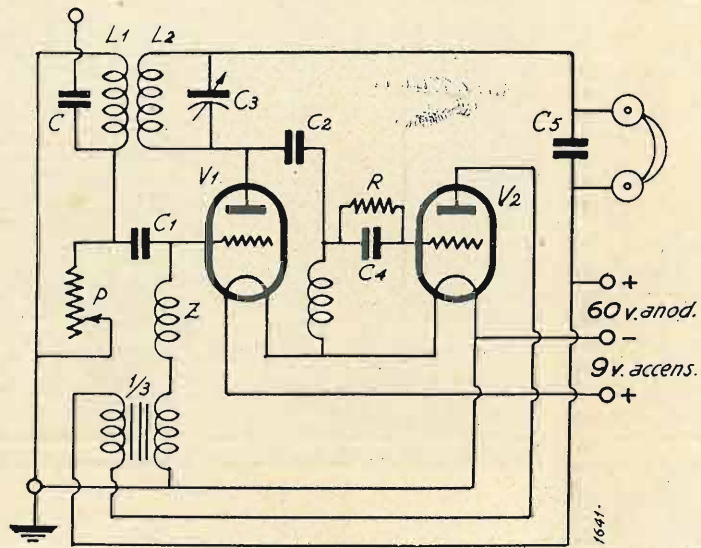 L1 L2
C
C3
C2
C5
V1
R
V2
C1
C4
P
Z
+
60 v. anod.
-
9 v. accens.
+
1/3
1641.